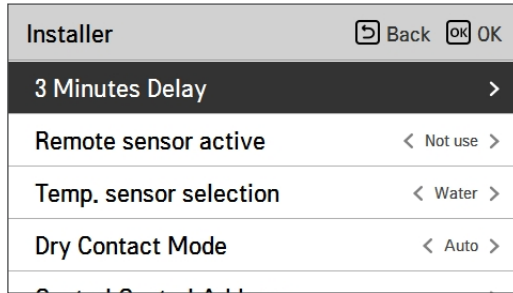 Installer Back OK OK
3 Minutes Delay >
Remote sensor active < Not use >
Temp. sensor selection < Water >
Dry Contact Mode < Auto >